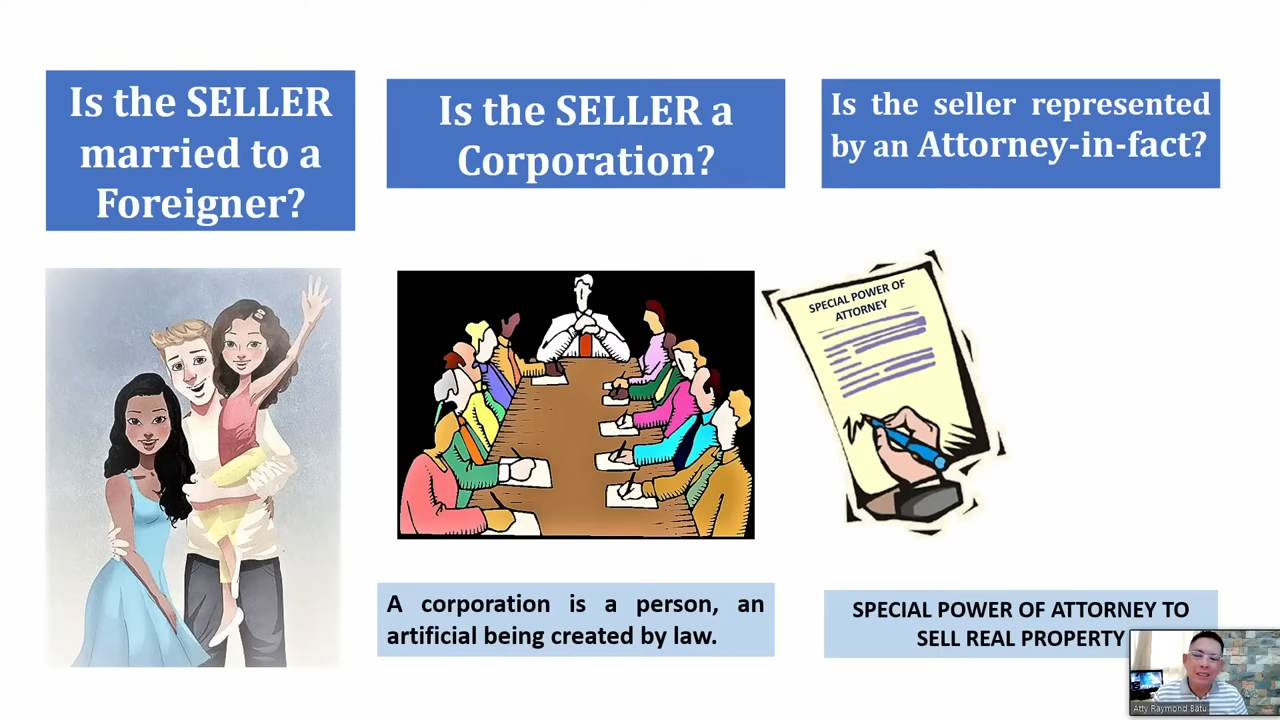 Is the SELLER
married to a
Foreigner?
Is the SELLER a
Corporation?
Is the seller represented
by an Attorney-in-fact?
SPECIAL POWER OF
ATTORNEY
A corporation is a person, an
artificial being created by law.
SPECIAL POWER OF ATTORNEY TO
SELL REAL PROPERTY
Atty Raymond Batu